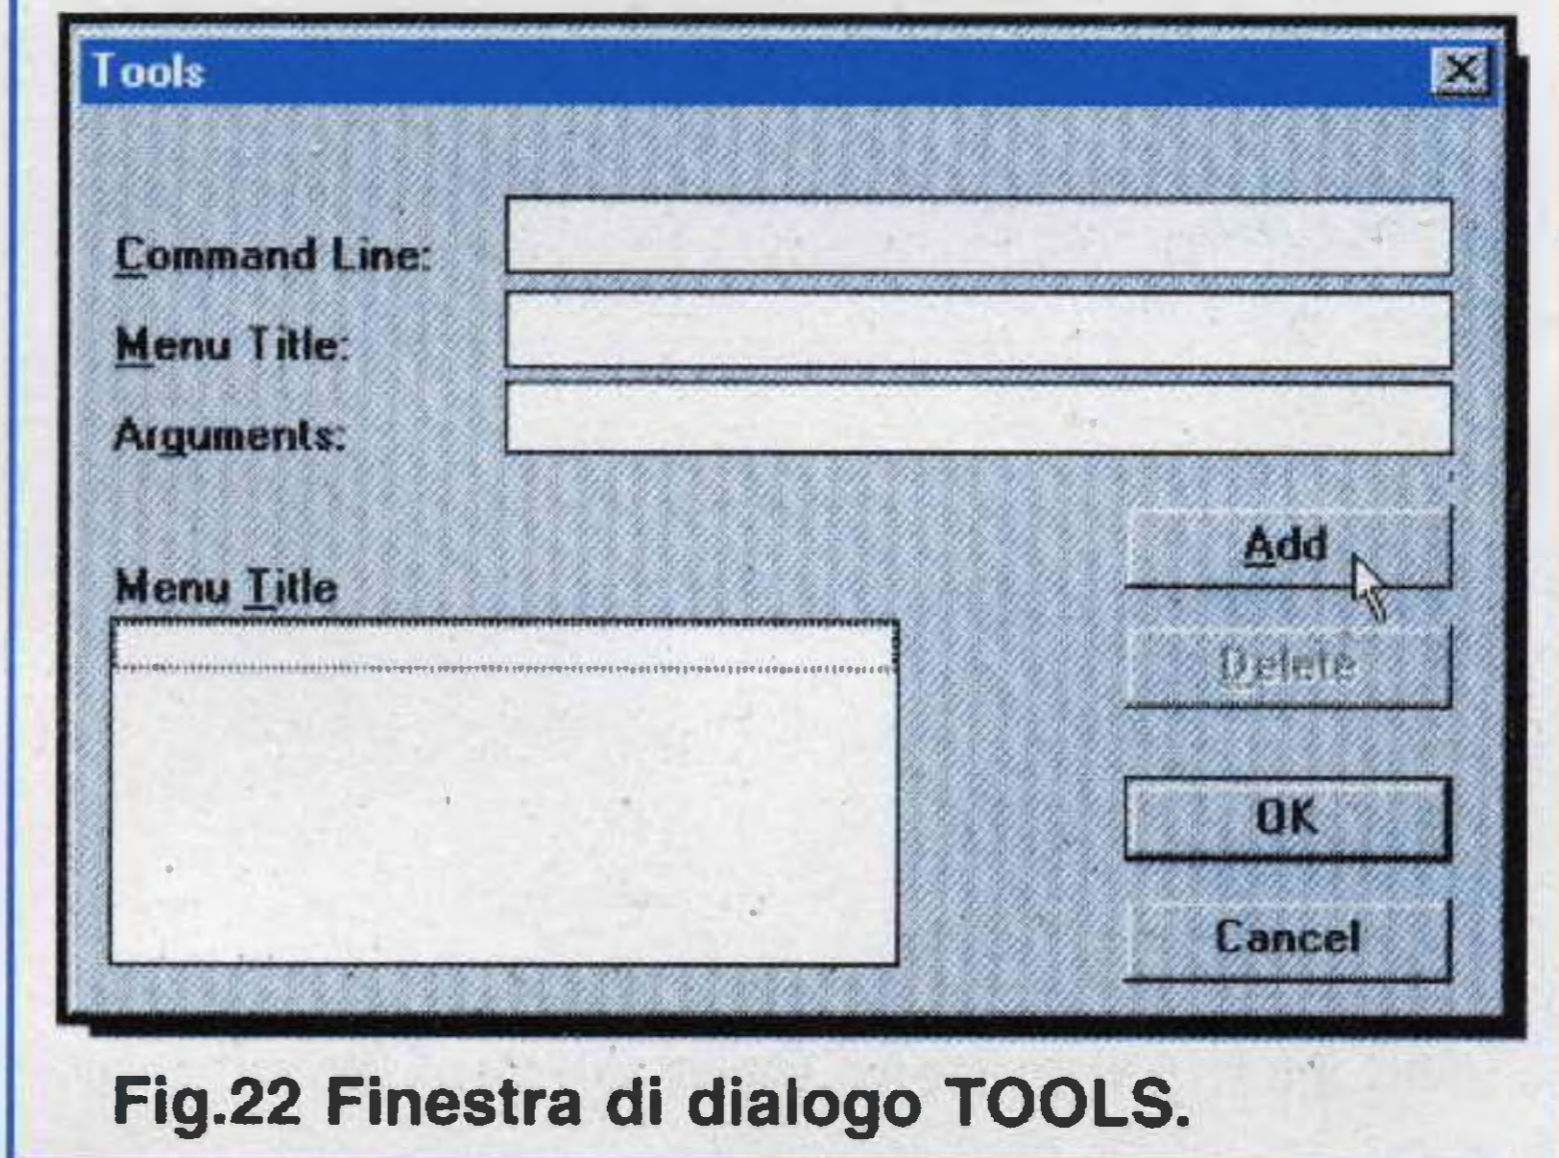 Tools
Command Line:
Menu Title:
Arguments:
Add
Menu Title
Delete
OK
Cancel
Fig.22 Finestra di dialogo TOOLS.